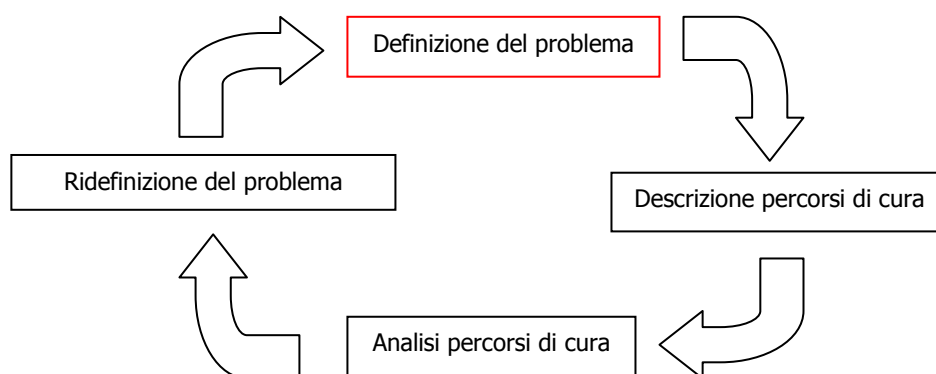 Definizione del problema
Descrizione percorsi di cura
Analisi percorsi di cura
Ridefinizione del problema